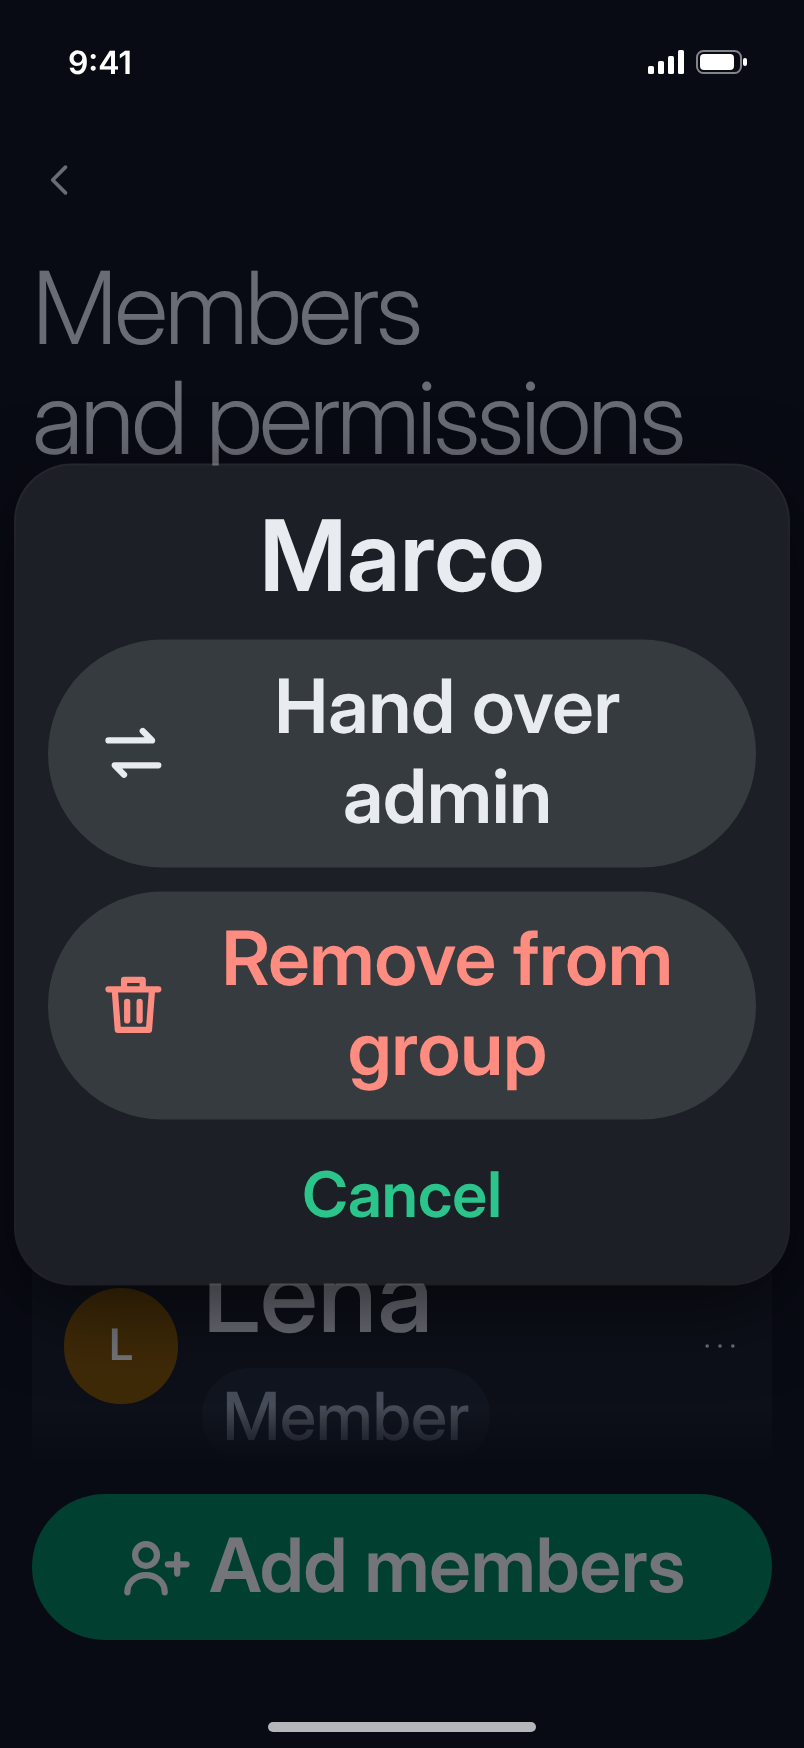 9:41
Members
and permissions
Marco
Hand over
admin
Remove from
group
Cancel
Lena
L
Member
Add members